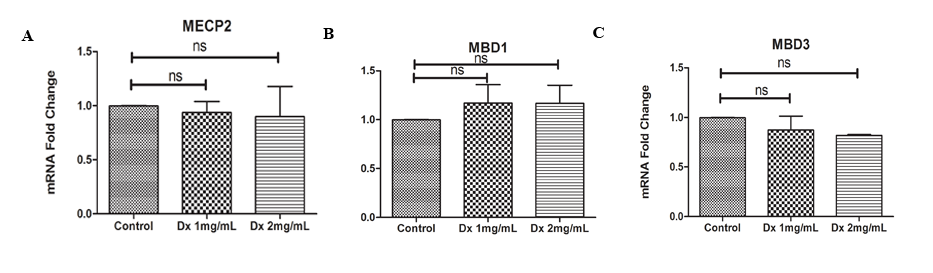 A
MECP2
mRNA Fold Change
1.5
1.0
0.5
0.0
ns
ns
Control
Dx 1mg/mL
Dx 2mg/mL
B
MBD1
1.5
1.0
0.5
0.0
ns
ns
Control
Dx 1mg/mL
Dx 2mg/mL
C
MBD3
mRNA Fold Change
1.5
1.0
0.5
0.0
ns
ns
Control
Dx 1mg/mL
Dx 2mg/mL